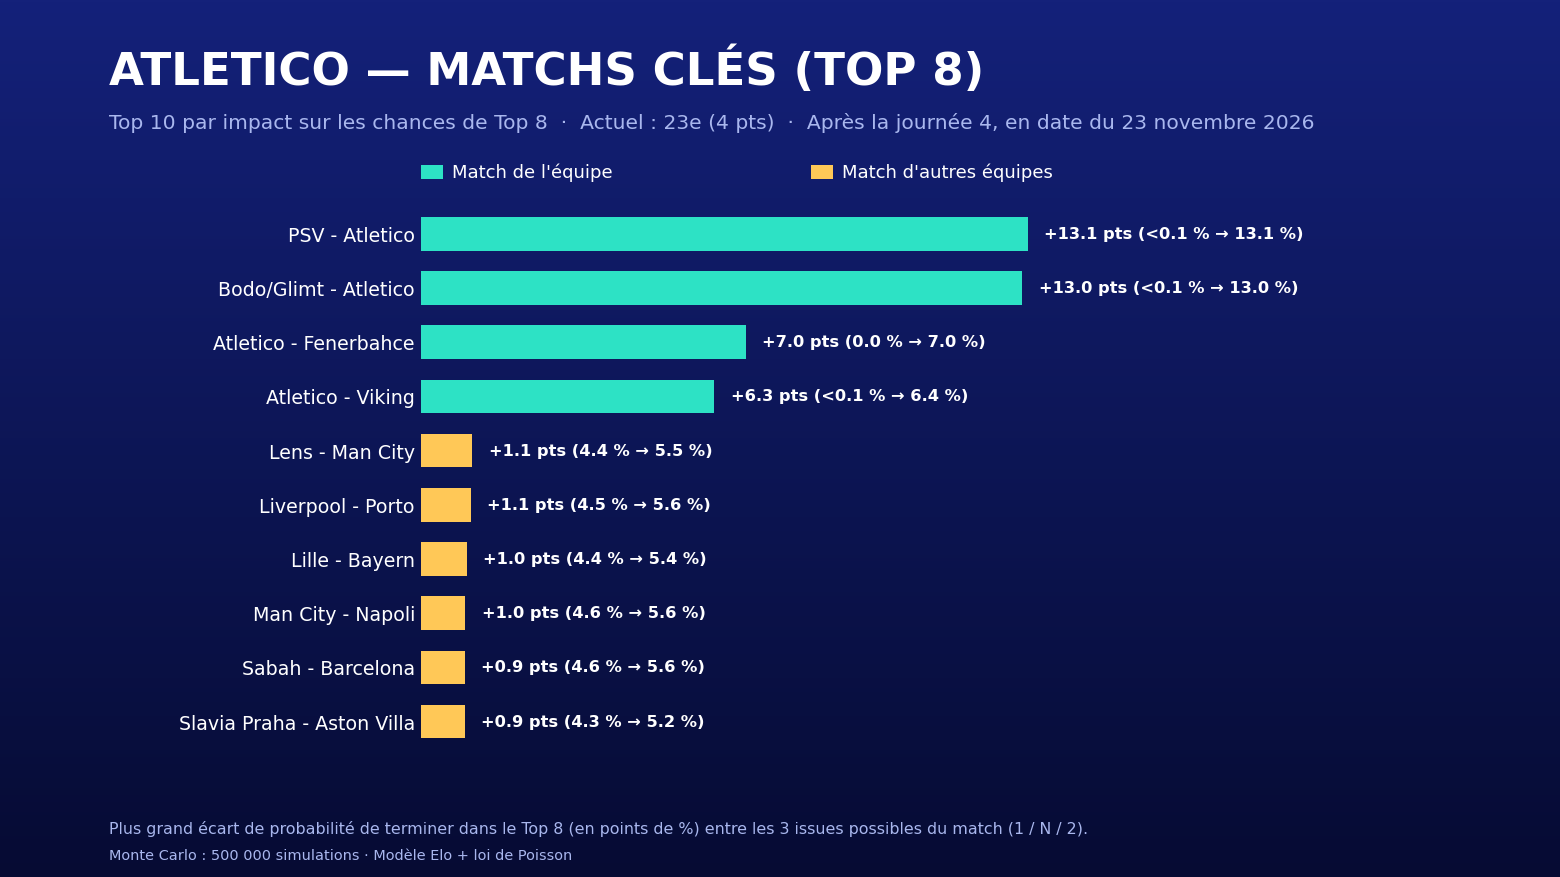 ATLETICO — MATCHS CLÉS (TOP 8)
Top 10 par impact sur les chances de Top 8 · Actuel : 23e (4 pts) · Après la journée 4, en date du 23 novembre 2026
Match de l'équipe Match d'autres équipes
PSV - Atletico +13.1 pts (<0.1 % → 13.1 %)
Bodo/Glimt - Atletico +13.0 pts (<0.1 % → 13.0 %)
Atletico - Fenerbahce +7.0 pts (0.0 % → 7.0 %)
Atletico - Viking +6.3 pts (<0.1 % → 6.4 %)
Lens - Man City +1.1 pts (4.4 % → 5.5 %)
Liverpool - Porto +1.1 pts (4.5 % → 5.6 %)
Lille - Bayern +1.0 pts (4.4 % → 5.4 %)
Man City - Napoli +1.0 pts (4.6 % → 5.6 %)
Sabah - Barcelona +0.9 pts (4.6 % → 5.6 %)
Slavia Praha - Aston Villa +0.9 pts (4.3 % → 5.2 %)
Plus grand écart de probabilité de terminer dans le Top 8 (en points de %) entre les 3 issues possibles du match (1 / N / 2).
Monte Carlo : 500 000 simulations · Modèle Elo + loi de Poisson